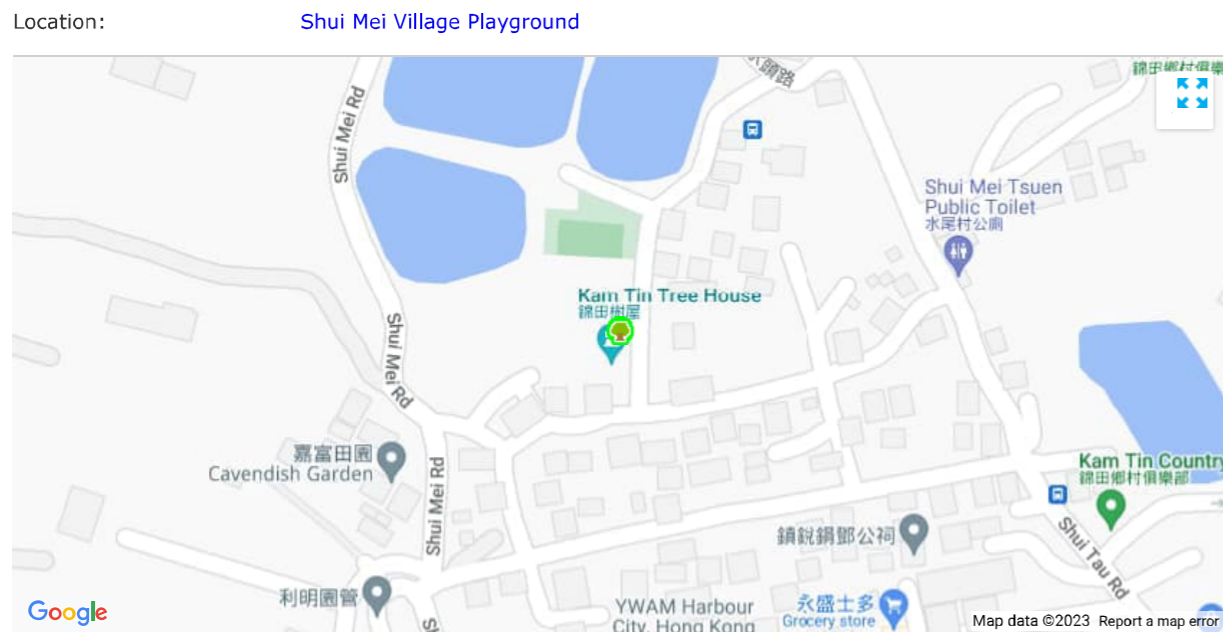 Location: Shui Mei Village Playground
頭路
錦田鄉村俱樂
Shui Mei Rd
Shui Mei Tsuen
Public Toilet
水尾村公廁
Kam Tin Tree House
錦田樹屋
Shui Mei Rd
嘉富田園
Cavendish Garden
Shui Mei Rd
Kam Tin Country
錦田鄉村俱樂部
鎮銳鋗鄧公祠
Shui Tau Rd
利明園管
YWAM Harbour
City, Hong Kong
永盛士多
Grocery store
Google
Map data ©2023 Report a map error